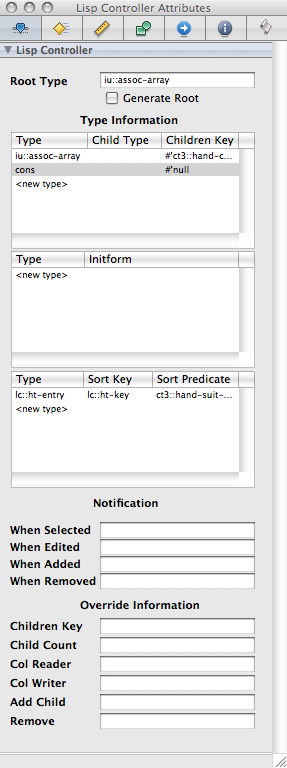 Lisp Controller Attributes
Lisp Controller
Root Type iu::assoc-array
Generate Root
Type Information
Type Child Type Children Key
iu::assoc-array #'ct3::hand-c...
cons #'null
<new type>
Type Initform
<new type>
Type Sort Key Sort Predicate
lc::ht-entry lc::ht-key ct3::hand-suit-...
<new type>
Notification
When Selected
When Edited
When Added
When Removed
Override Information
Children Key
Child Count
Col Reader
Col Writer
Add Child
Remove